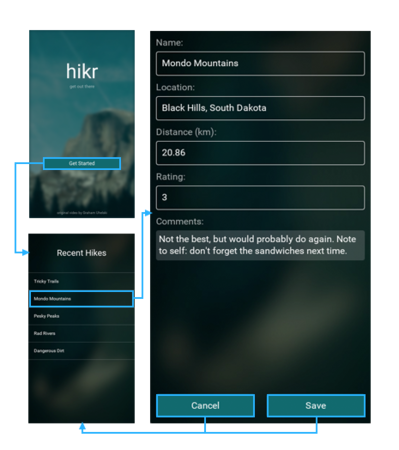 hikr
get out there
Get Started
Recent Hikes
Tricky Trails
Mondo Mountains
Pesky Peaks
Rad Rivers
Dangerous Dirt
Name:
Mondo Mountains
Location:
Black Hills, South Dakota
Distance (km):
20.86
Rating:
3
Comments:
Not the best, but would probably do again. Note
to self: don't forget the sandwiches next time.
Cancel
Save